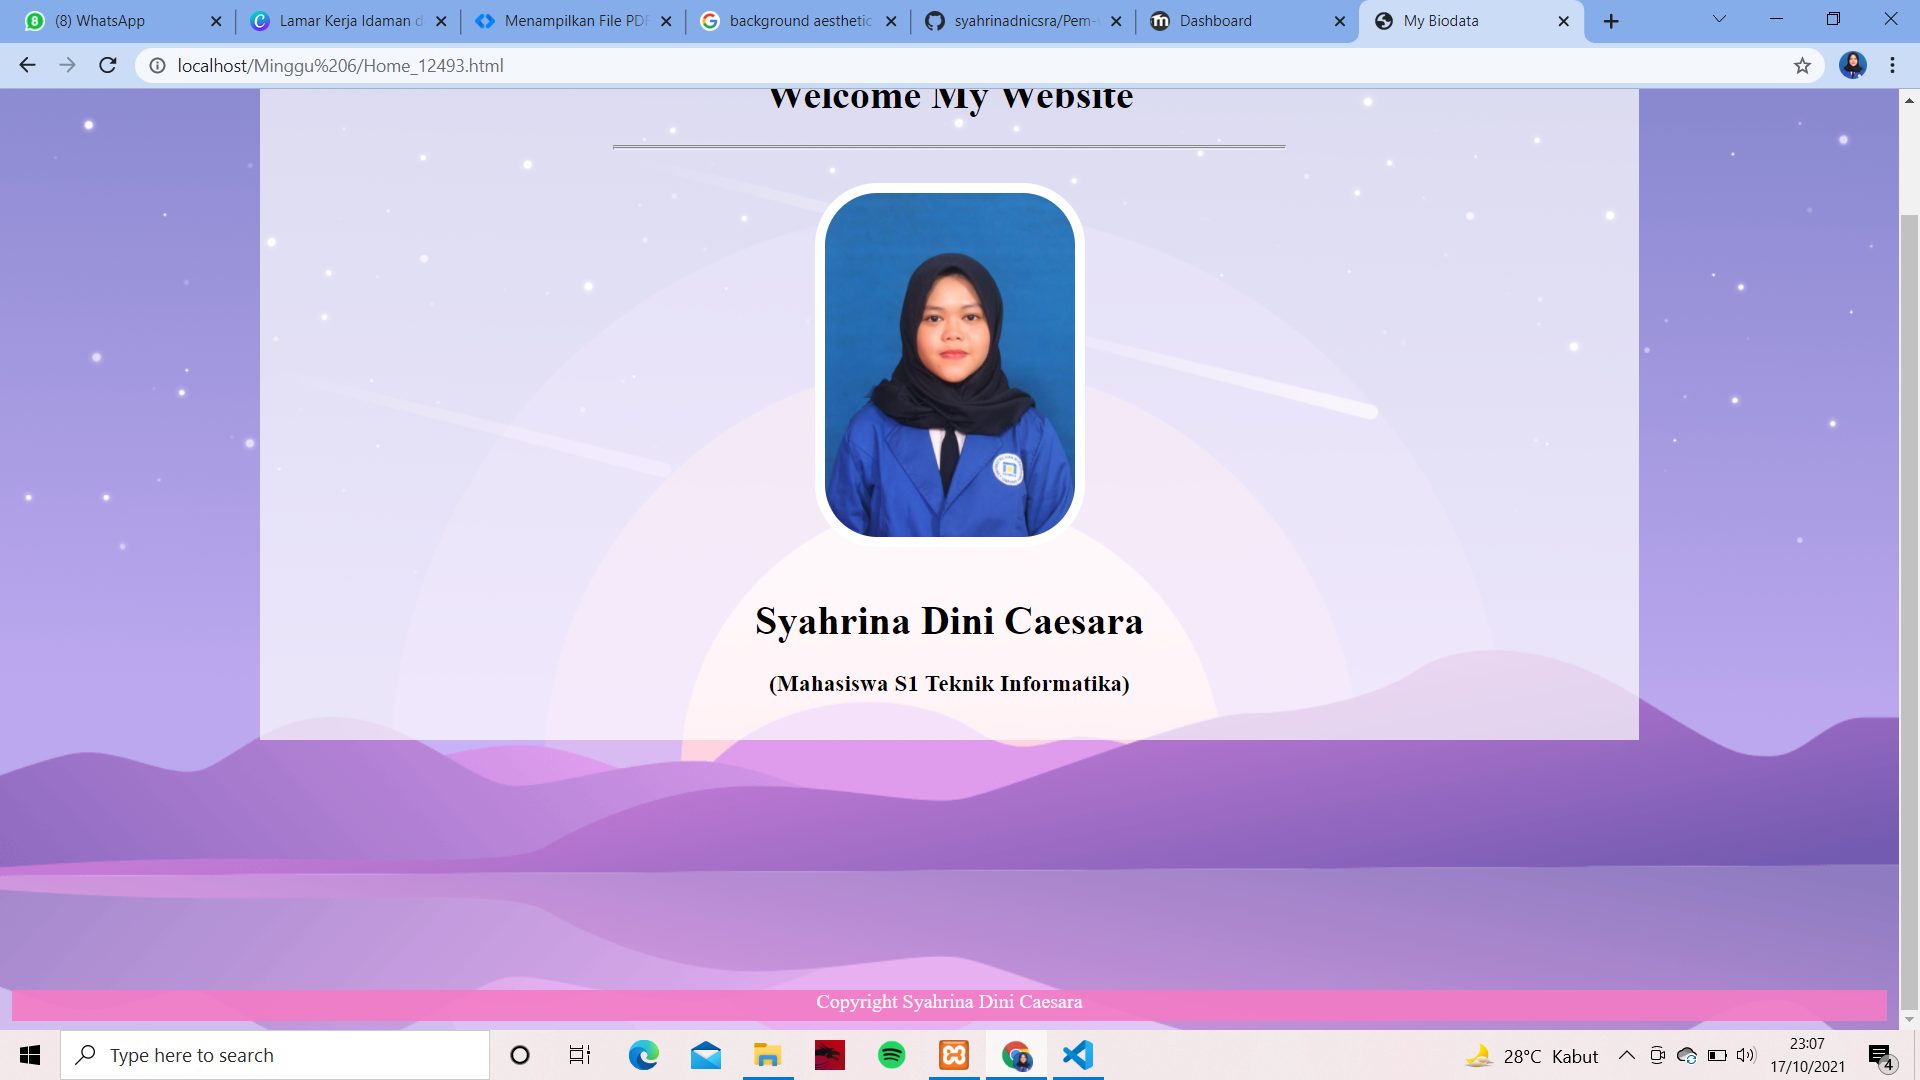 (8) WhatsApp
Lamar Kerja Idaman d
Menampilkan File PDF
background aesthetic
syahrinadnicsra/Pem-
Dashboard
My Biodata
localhost/Minggu%206/Home_12493.html
Welcome My Website
Syahrina Dini Caesara
(Mahasiswa S1 Teknik Informatika)
Copyright Syahrina Dini Caesara
Type here to search
28°C Kabut
23:07
17/10/2021
4